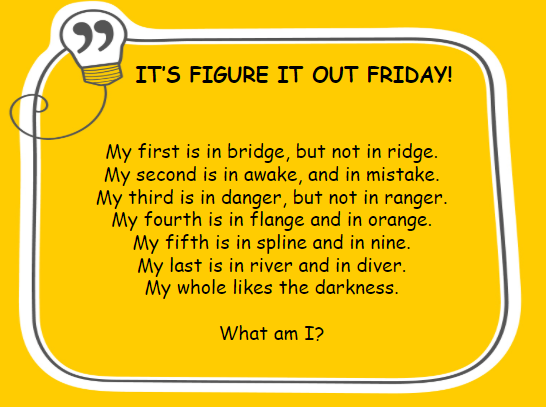 IT'S FIGURE IT OUT FRIDAY!
My first is in bridge, but not in ridge.
My second is in awake, and in mistake.
My third is in danger, but not in ranger.
My fourth is in flange and in orange.
My fifth is in spline and in nine.
My last is in river and in diver.
My whole likes the darkness.
What am I?